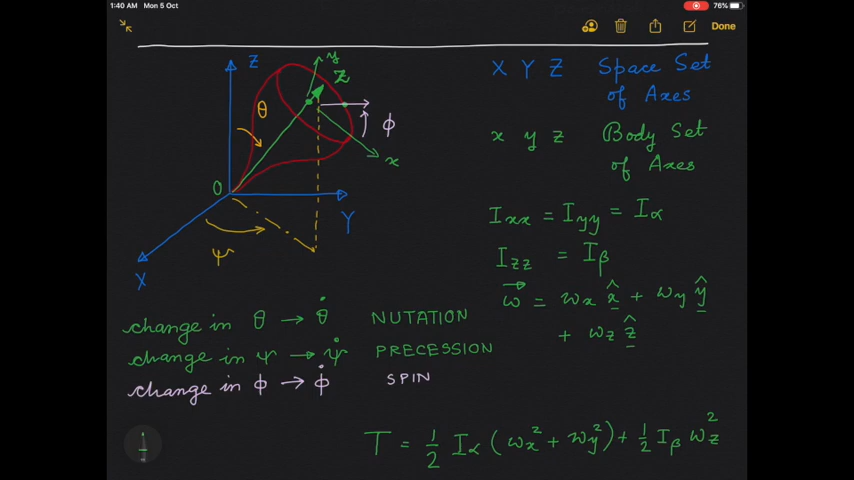 1:40 AM Mon 5 Oct
76%
Done
Z
y
z
θ
ϕ
x
O
Y
ψ
X
X Y Z Space Set
of Axes
x y z Body Set
of Axes
Ixx = Iyy = Iα
Izz = Iβ
ω⃗ = ωx x̂ + ωy ŷ
+ ωz ẑ
change in θ → θ̇ NUTATION
change in ψ → ψ̇ PRECESSION
change in ϕ → ϕ̇ SPIN
T = 1/2 Iα (ωx² + ωy²) + 1/2 Iβ ωz²